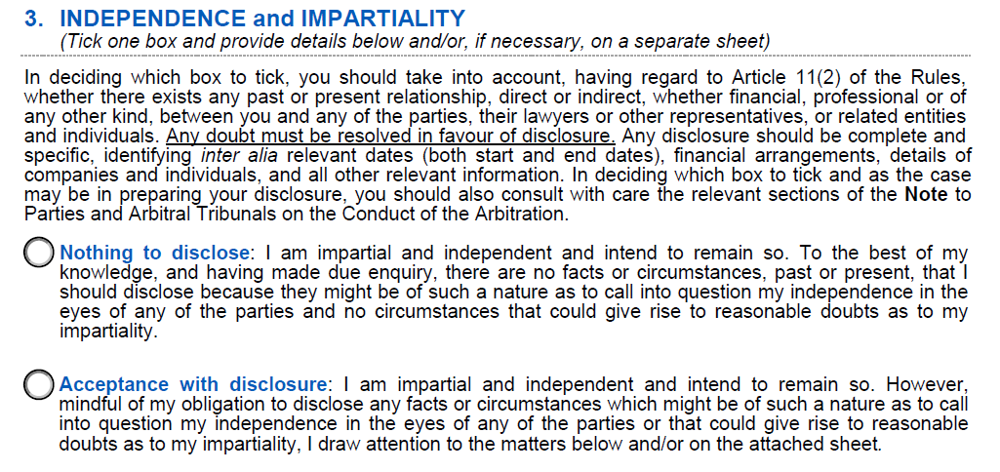 3. INDEPENDENCE and IMPARTIALITY
(Tick one box and provide details below and/or, if necessary, on a separate sheet)
In deciding which box to tick, you should take into account, having regard to Article 11(2) of the Rules,
whether there exists any past or present relationship, direct or indirect, whether financial, professional or of
any other kind, between you and any of the parties, their lawyers or other representatives, or related entities
and individuals. Any doubt must be resolved in favour of disclosure. Any disclosure should be complete and
specific, identifying inter alia relevant dates (both start and end dates), financial arrangements, details of
companies and individuals, and all other relevant information. In deciding which box to tick and as the case
may be in preparing your disclosure, you should also consult with care the relevant sections of the Note to
Parties and Arbitral Tribunals on the Conduct of the Arbitration.
Nothing to disclose: I am impartial and independent and intend to remain so. To the best of my
knowledge, and having made due enquiry, there are no facts or circumstances, past or present, that I
should disclose because they might be of such a nature as to call into question my independence in the
eyes of any of the parties and no circumstances that could give rise to reasonable doubts as to my
impartiality.
Acceptance with disclosure: I am impartial and independent and intend to remain so. However,
mindful of my obligation to disclose any facts or circumstances which might be of such a nature as to call
into question my independence in the eyes of any of the parties or that could give rise to reasonable
doubts as to my impartiality, I draw attention to the matters below and/or on the attached sheet.